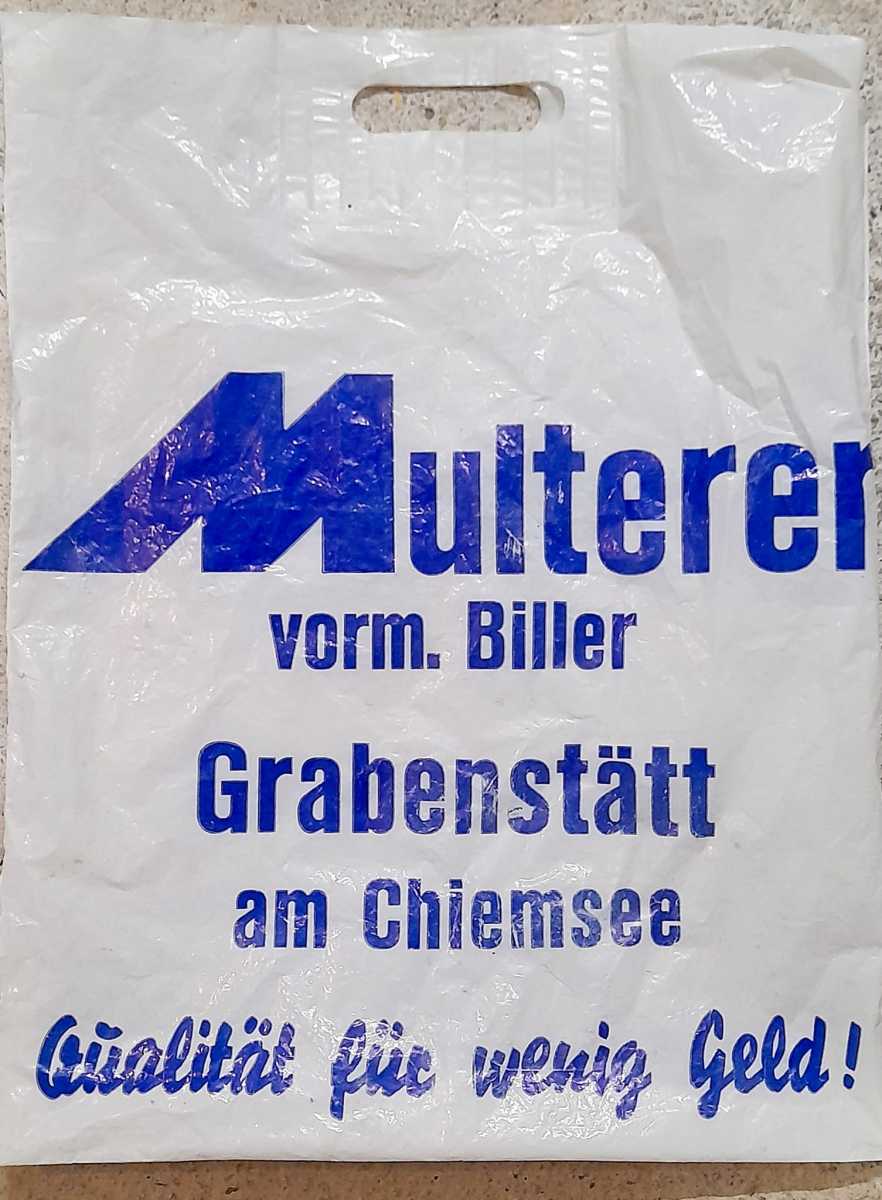 Multerer
vorm. Biller
Grabenstätt
am Chiemsee
Qualität für wenig Geld!